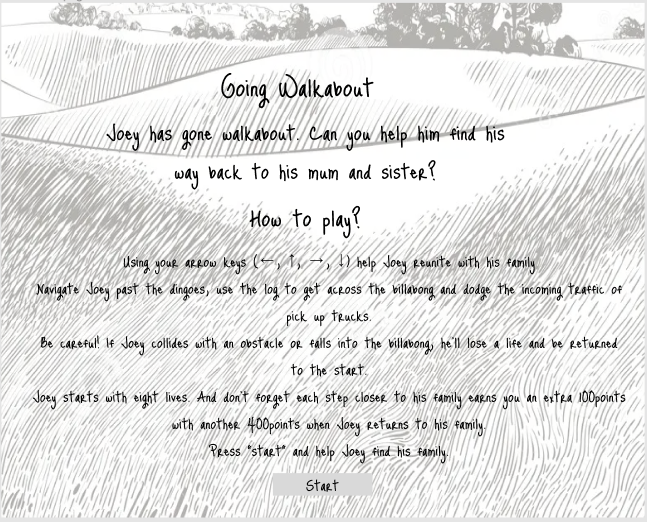 Going Walkabout
Joey has gone walkabout. Can you help him find his
way back to his mum and sister?
How to play?
Using your arrow keys (←, ↑, →, ↓) help Joey reunite with his family
Navigate Joey past the dingoes, use the log to get across the billabong and dodge the incoming traffic of
pick up trucks.
Be careful! If Joey collides with an obstacle or falls into the billabong, he'll lose a life and be returned
to the start.
Joey starts with eight lives. And don't forget each step closer to his family earns you an extra 100points
with another 400points when Joey returns to his family.
Press "start" and help Joey find his family.
Start